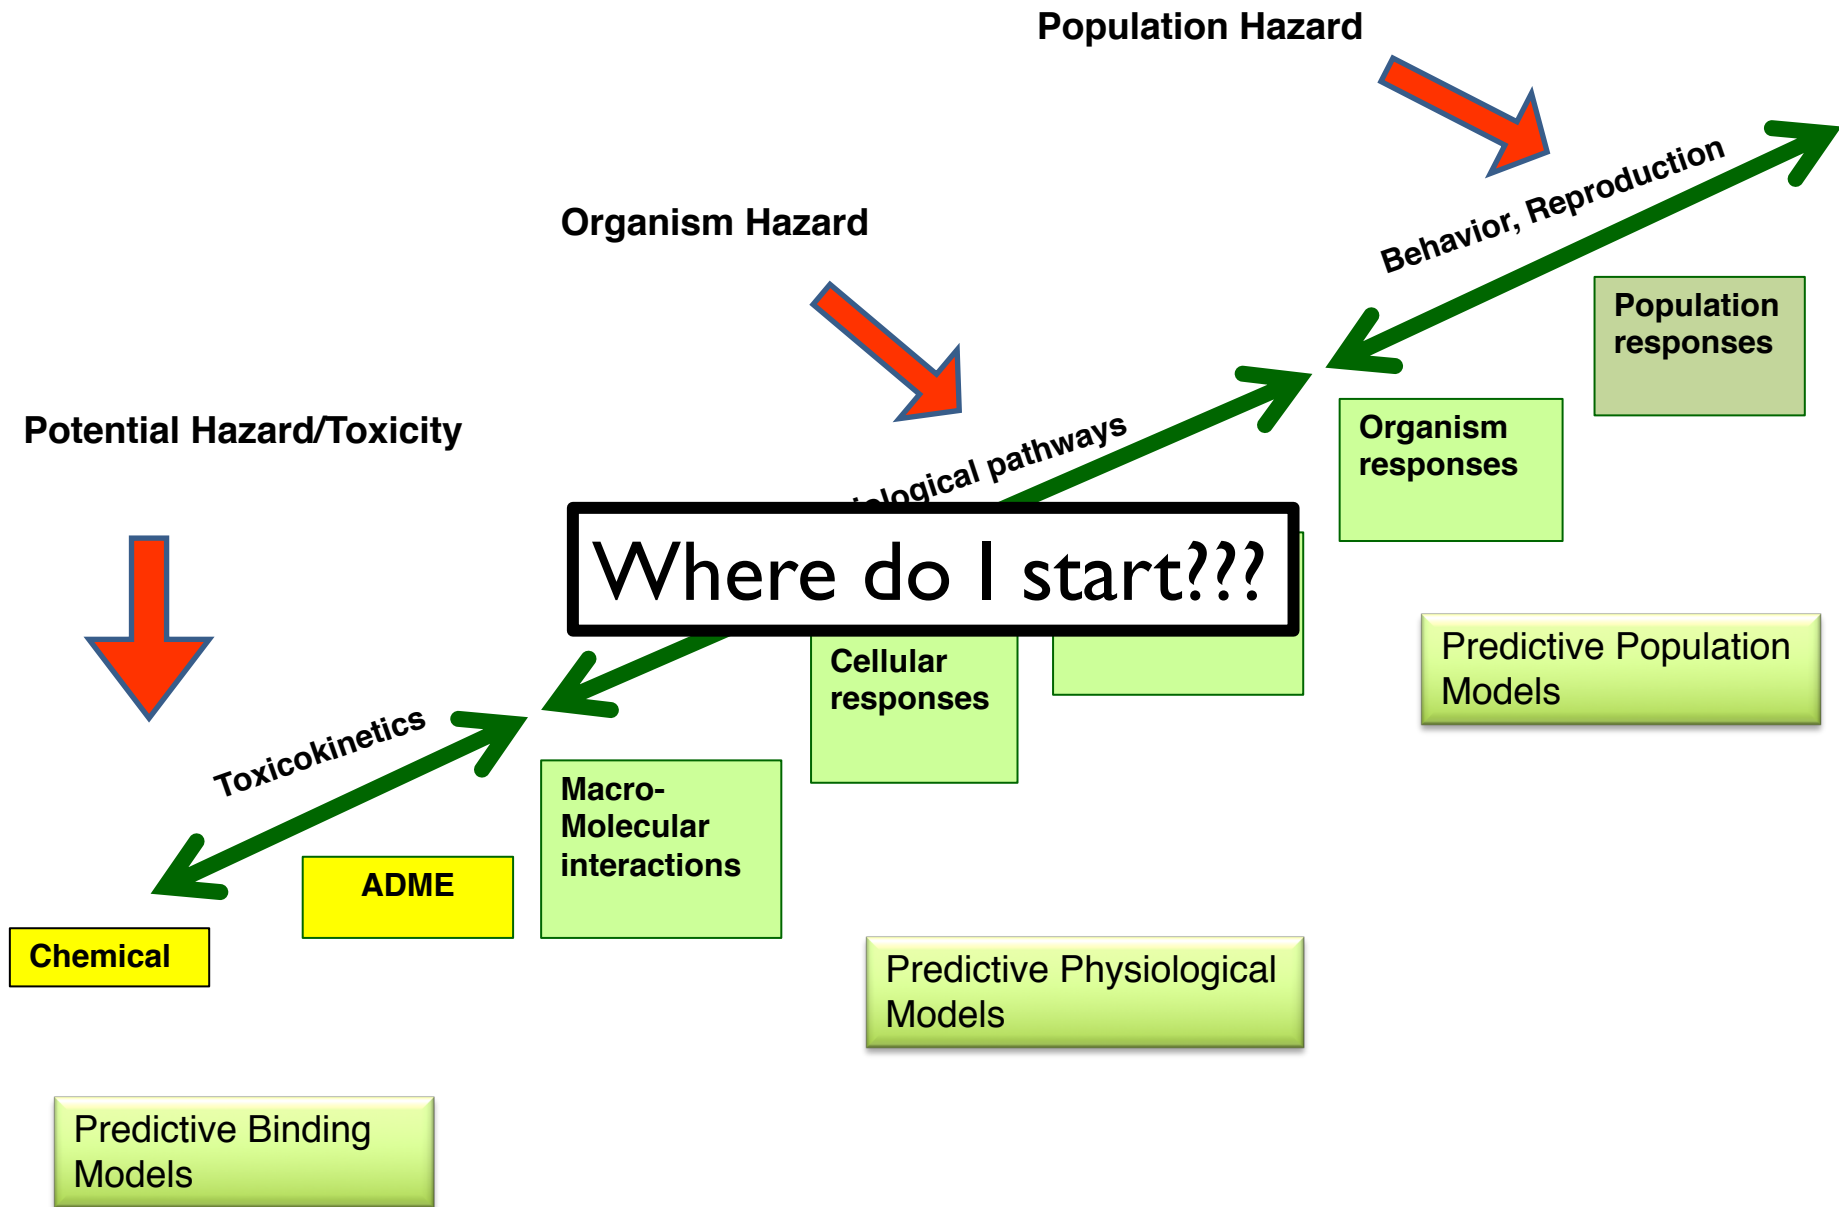 Population Hazard
Behavior, Reproduction
Organism Hazard
Population
responses
Potential Hazard/Toxicity
pathways
Organism
responses
Where do I start???
Predictive Population
Models
Cellular
responses
Toxicokinetics
Macro-
Molecular
interactions
ADME
Chemical
Predictive Physiological
Models
Predictive Binding
Models